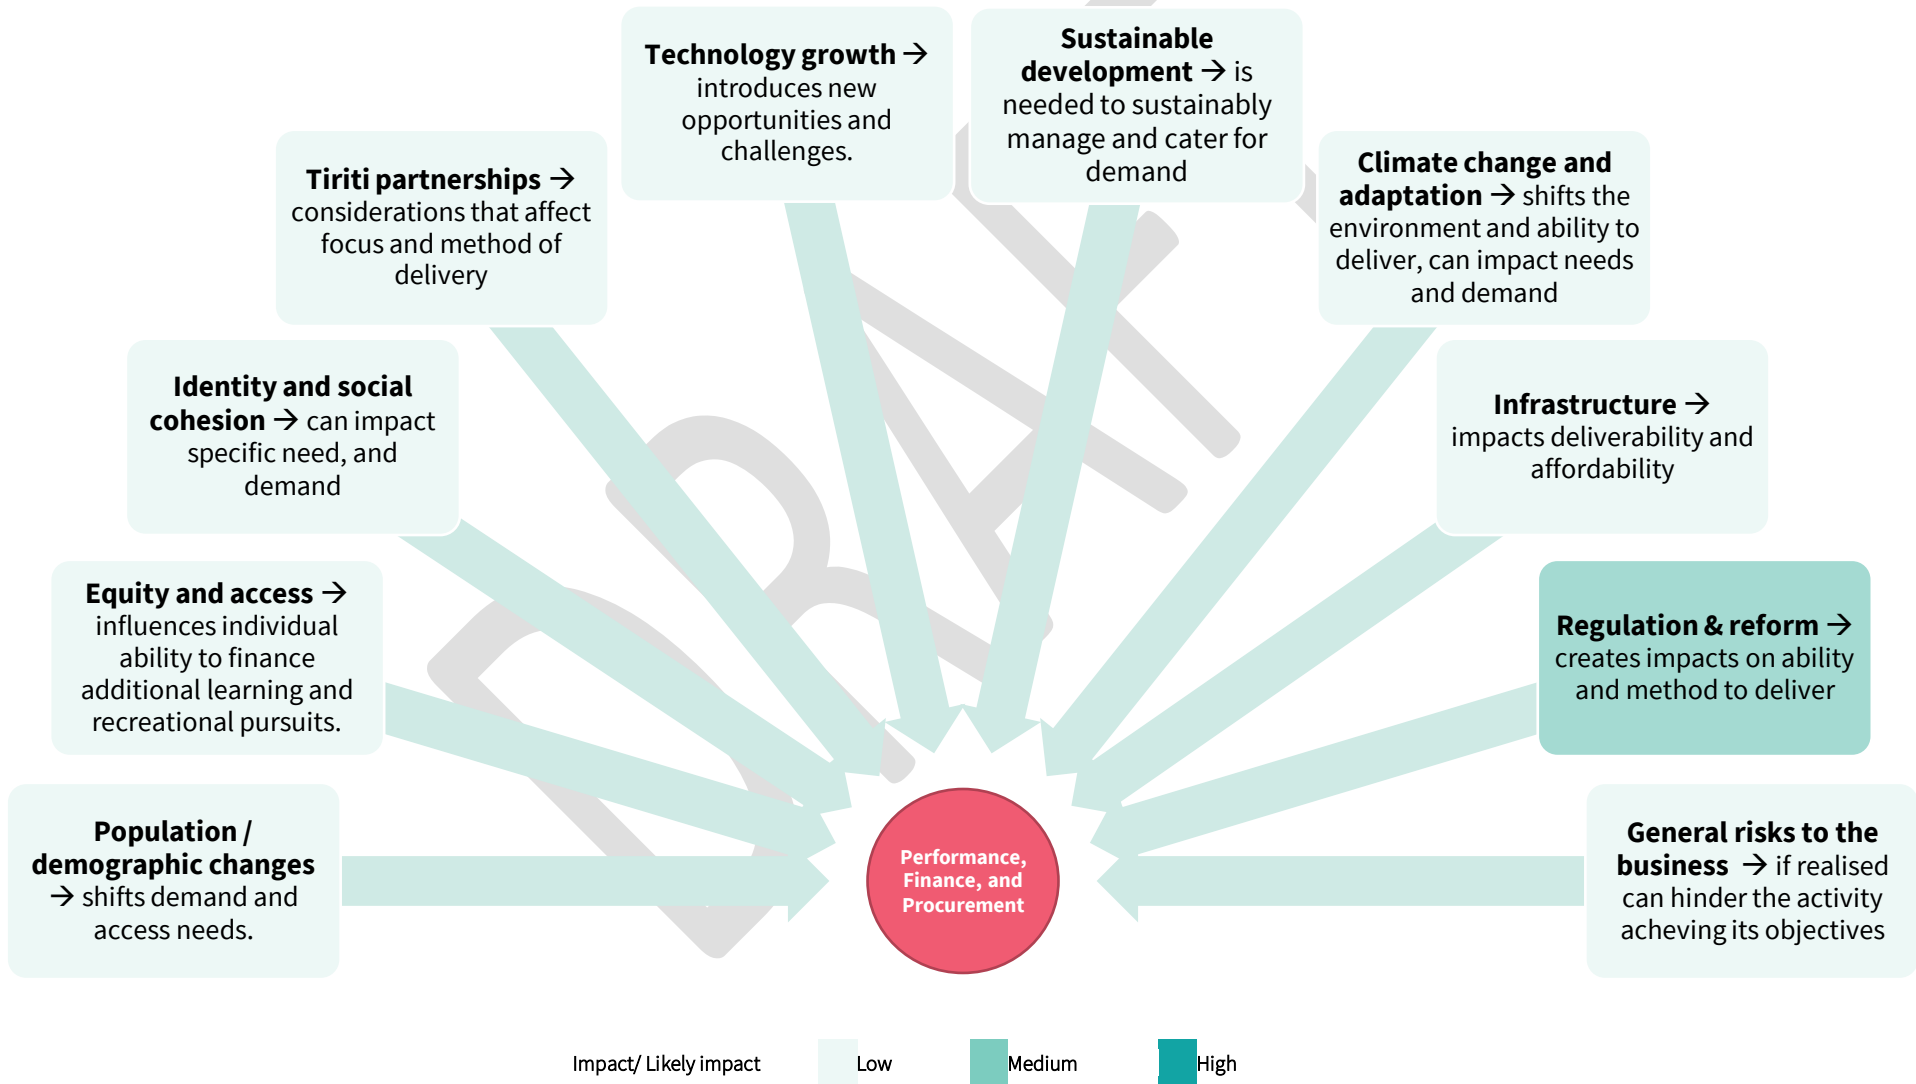 Technology growth →
introduces new
opportunities and
challenges.
Sustainable
development → is
needed to sustainably
manage and cater for
demand
Tiriti partnerships →
considerations that affect
focus and method of
delivery
Climate change and
adaptation → shifts the
environment and ability to
deliver, can impact needs
and demand
Identity and social
cohesion → can impact
specific need, and
demand
Infrastructure →
impacts deliverability and
affordability
Equity and access →
influences individual
ability to finance
additional learning and
recreational pursuits.
Regulation & reform →
creates impacts on ability
and method to deliver
Population /
demographic changes
→ shifts demand and
access needs.
General risks to the
business → if realised
can hinder the activity
acheving its objectives
Performance,
Finance, and
Procurement
DRAFT
Impact/ Likely impact
Low
Medium
High